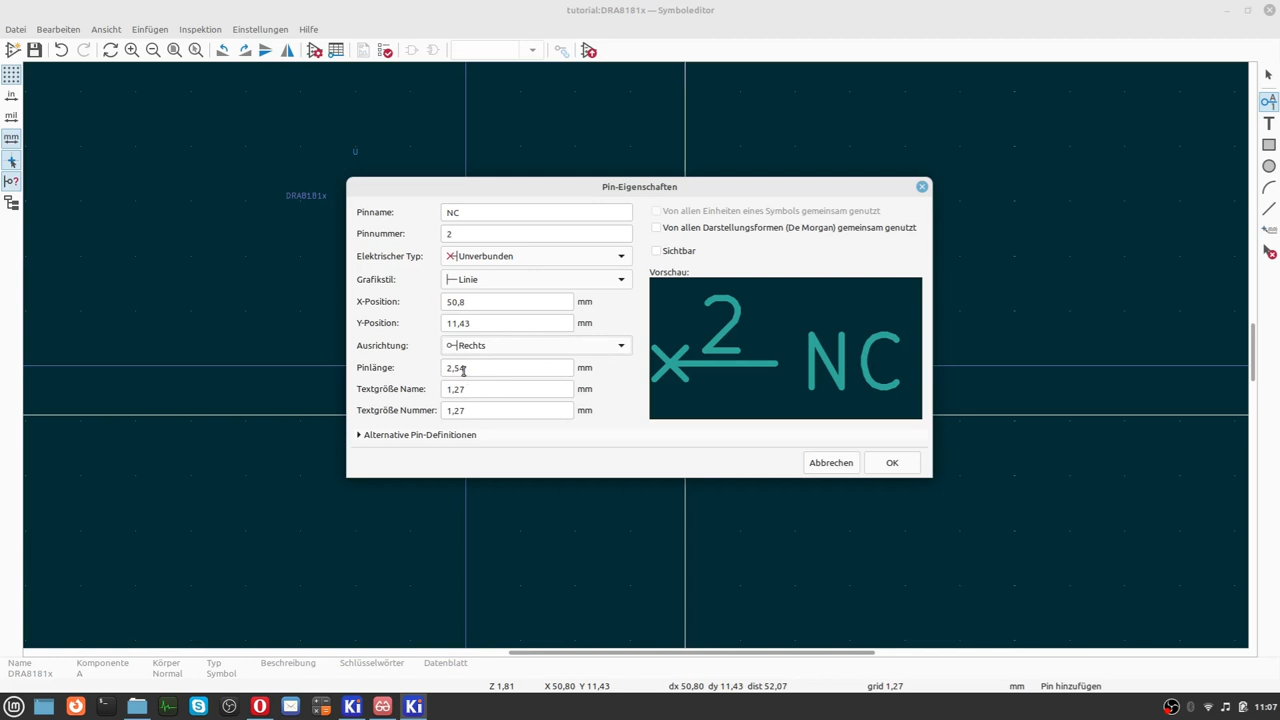 tutorial:DRA8181x — Symboleditor
Datei Bearbeiten Ansicht Einfügen Inspektion Einstellungen Hilfe
in
mil
mm
U
DRA8181x
Pin-Eigenschaften
Pinname: NC
Pinnummer: 2
Elektrischer Typ: Unverbunden
Grafikstil: Linie
X-Position: 50,8 mm
Y-Position: 11,43 mm
Ausrichtung: Rechts
Pinlänge: 2,54 mm
Textgröße Name: 1,27 mm
Textgröße Nummer: 1,27 mm
Alternative Pin-Definitionen
Von allen Einheiten eines Symbols gemeinsam genutzt
Von allen Darstellungsformen (De Morgan) gemeinsam genutzt
Sichtbar
Vorschau:
2 NC
Abbrechen OK
Name Komponente Körper Typ Beschreibung Schlüsselwörter Datenblatt
DRA8181x A Normal Symbol
Z 1,81 X 50,80 Y 11,43 dx 50,80 dy 11,43 dist 52,07 grid 1,27 mm Pin hinzufügen
Ki Ki 11:07